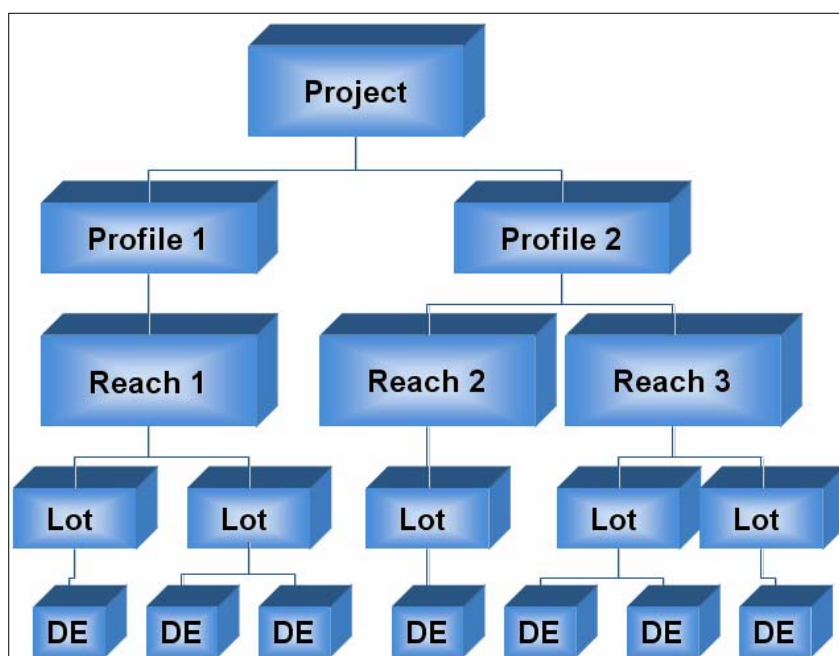 Project
Profile 1 Profile 2
Reach 1 Reach 2 Reach 3
Lot Lot Lot Lot Lot
DE DE DE DE DE DE DE